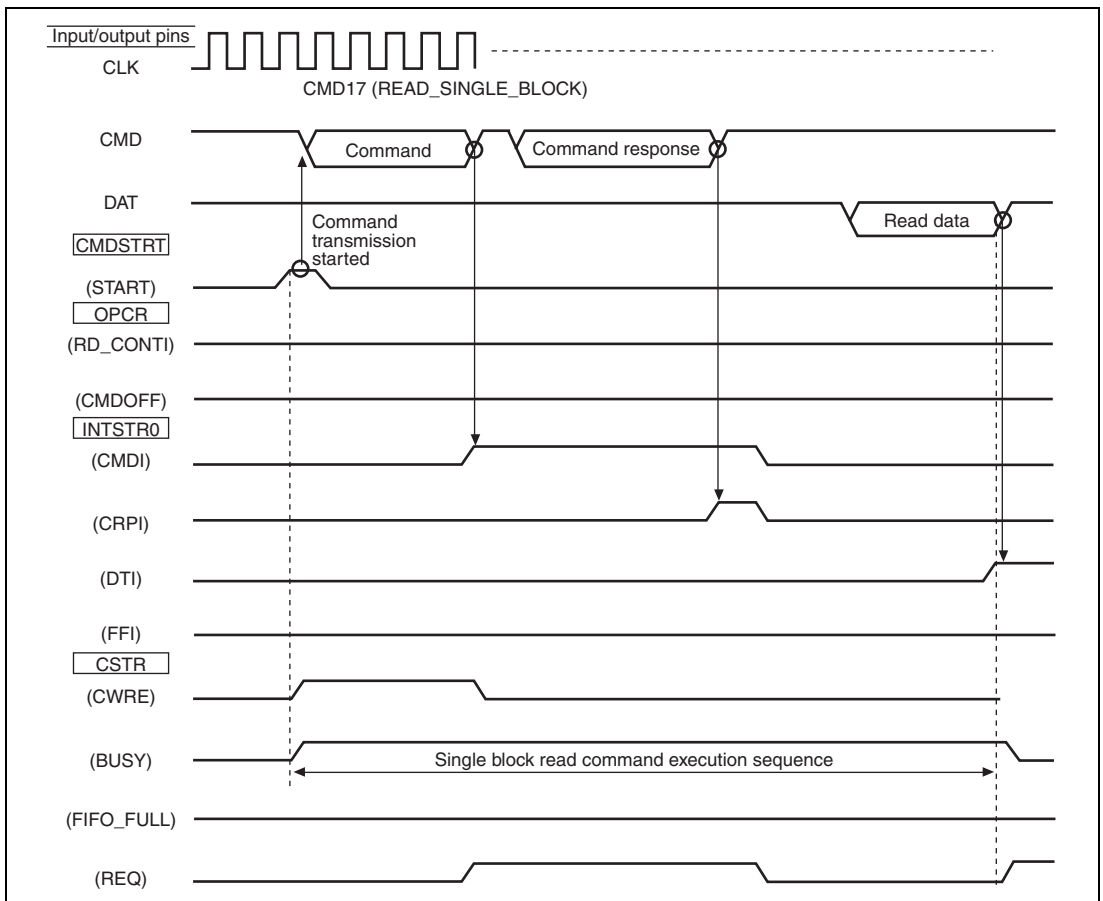 Input/output pins
CLK
CMD17 (READ_SINGLE_BLOCK)
CMD
Command
Command response
DAT
Read data
Command
transmission
started
CMDSTRT
(START)
OPCR
(RD_CONTI)
(CMDOFF)
INTSTR0
(CMDI)
(CRPI)
(DTI)
(FFI)
CSTR
(CWRE)
(BUSY)
Single block read command execution sequence
(FIFO_FULL)
(REQ)